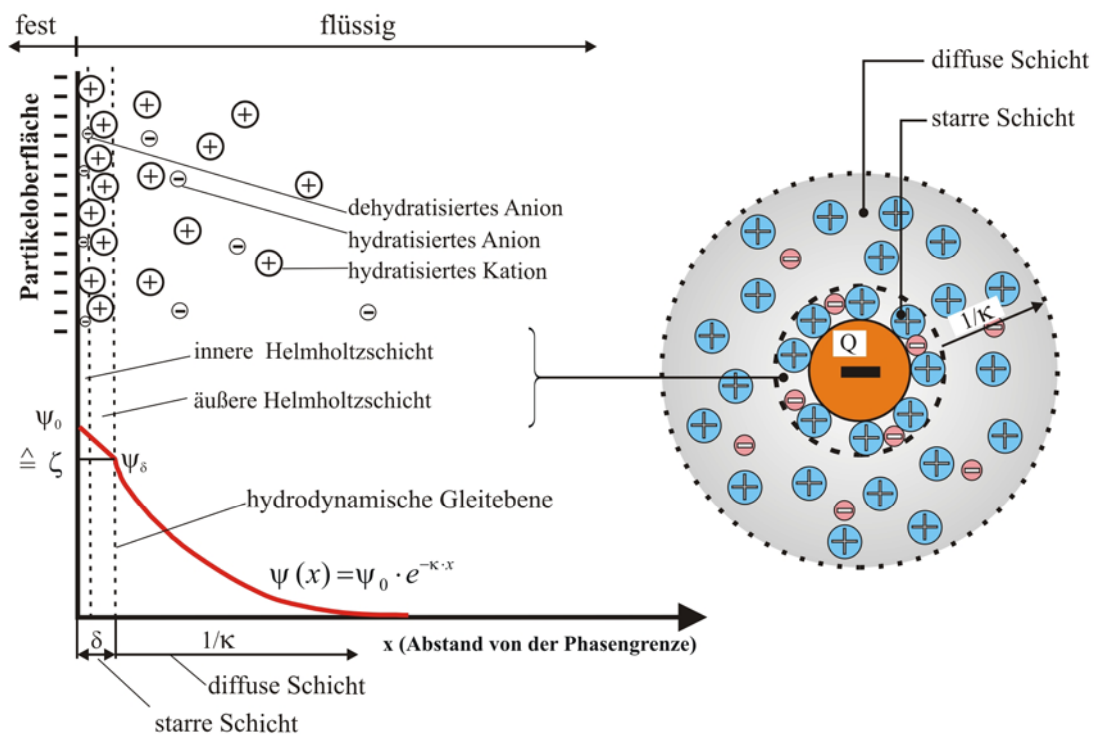 fest
flüssig
Partikeloberfläche
dehydratisiertes Anion
hydratisiertes Anion
hydratisiertes Kation
innere Helmholtzschicht
äußere Helmholtzschicht
ψ₀
≙ ζ
ψδ
hydrodynamische Gleitebene
ψ(x) = ψ₀ · e^(−κ·x)
δ
1/κ
x (Abstand von der Phasengrenze)
diffuse Schicht
starre Schicht
diffuse Schicht
starre Schicht
1/κ
Q